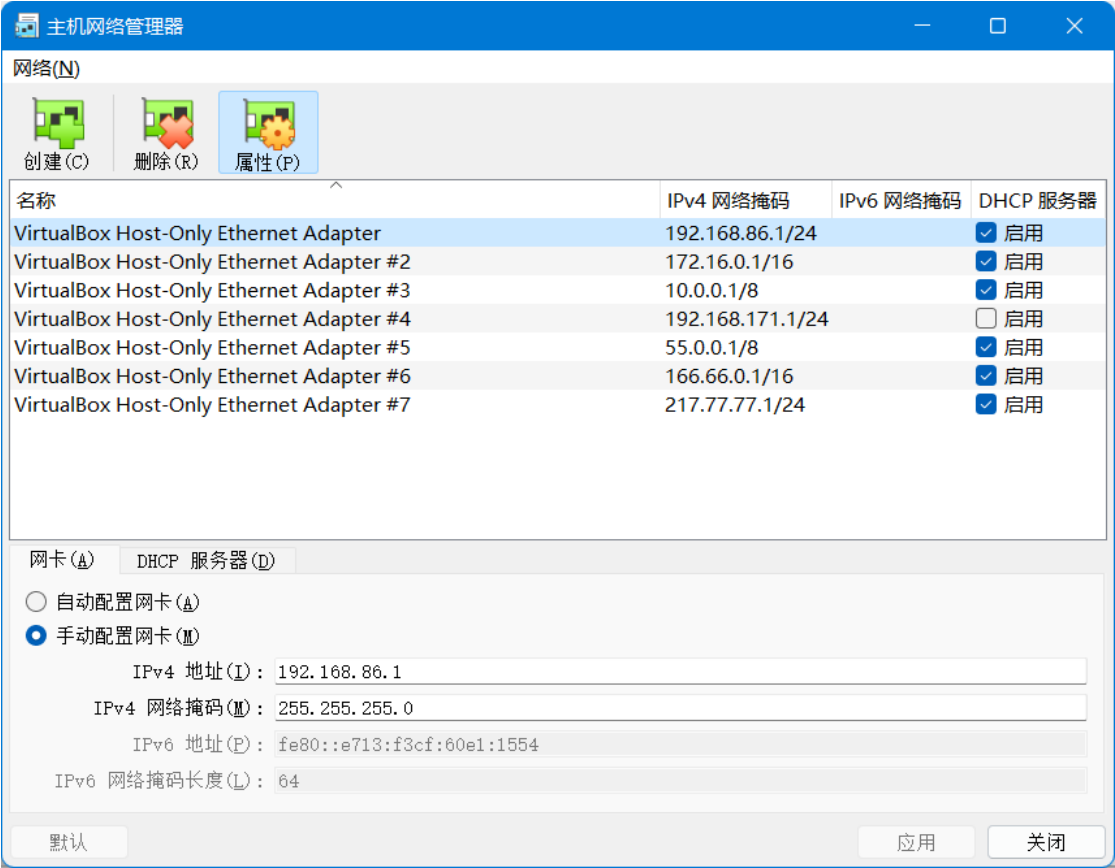 主机网络管理器
网络(N)
创建(C) 删除(R) 属性(P)
名称 IPv4 网络掩码 IPv6 网络掩码 DHCP 服务器
VirtualBox Host-Only Ethernet Adapter 192.168.86.1/24 启用
VirtualBox Host-Only Ethernet Adapter #2 172.16.0.1/16 启用
VirtualBox Host-Only Ethernet Adapter #3 10.0.0.1/8 启用
VirtualBox Host-Only Ethernet Adapter #4 192.168.171.1/24 启用
VirtualBox Host-Only Ethernet Adapter #5 55.0.0.1/8 启用
VirtualBox Host-Only Ethernet Adapter #6 166.66.0.1/16 启用
VirtualBox Host-Only Ethernet Adapter #7 217.77.77.1/24 启用
网卡(A) DHCP 服务器(D)
自动配置网卡(A)
手动配置网卡(M)
IPv4 地址(I): 192.168.86.1
IPv4 网络掩码(M): 255.255.255.0
IPv6 地址(P): fe80::e713:f3cf:60e1:1554
IPv6 网络掩码长度(L): 64
默认 应用 关闭